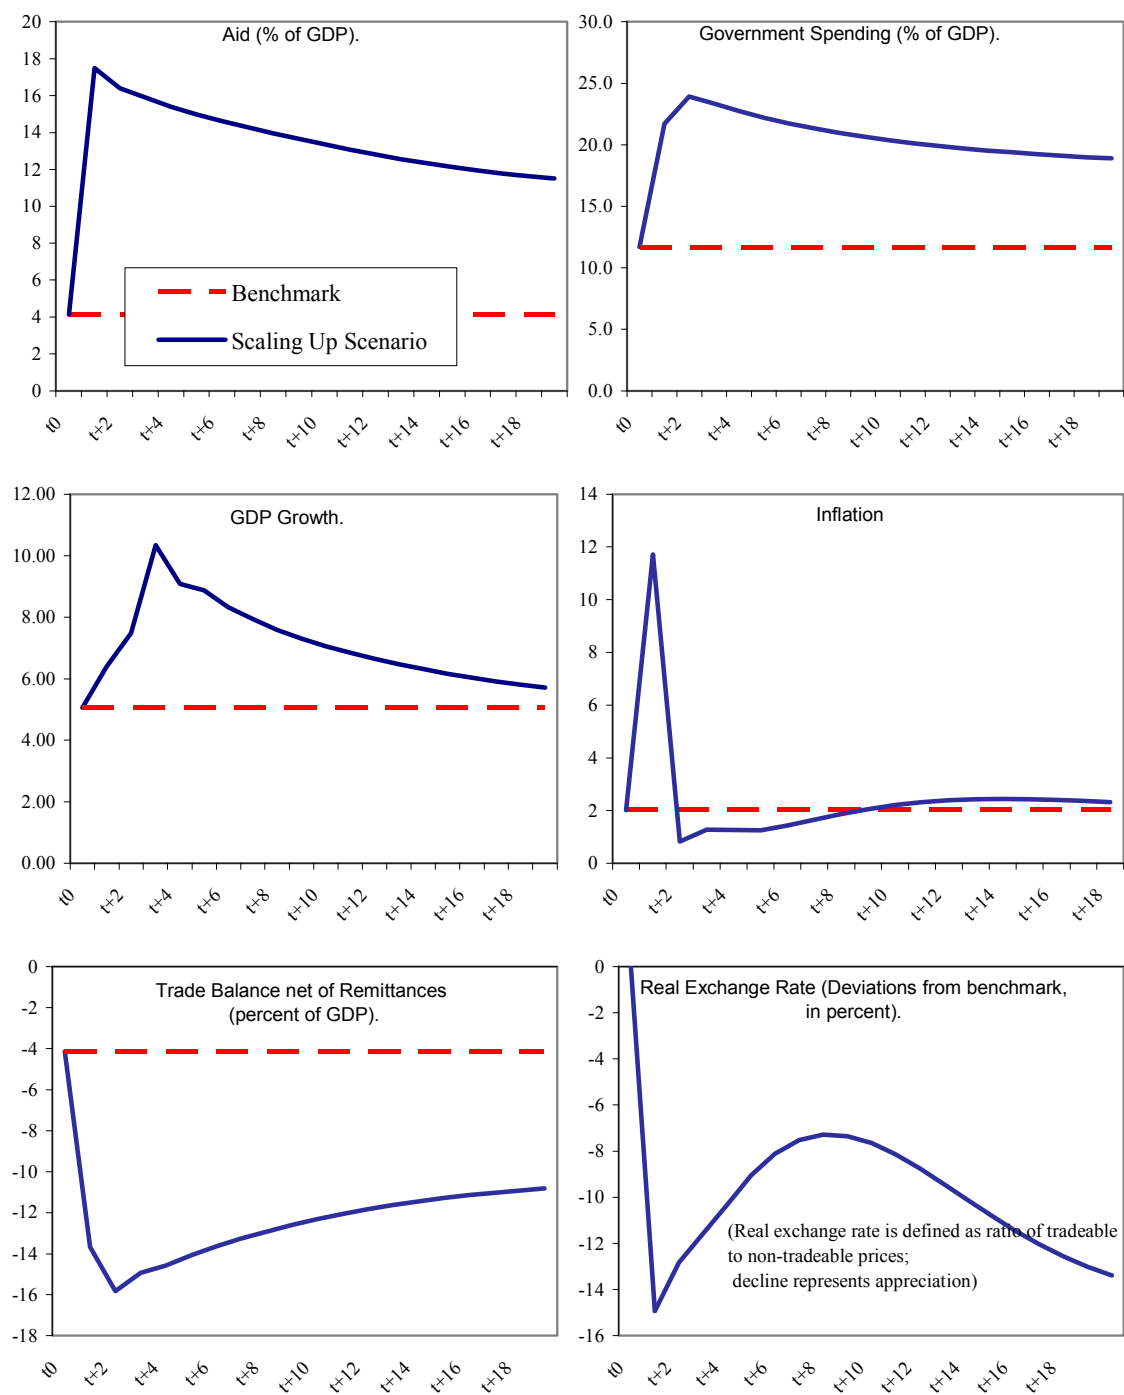 Aid (% of GDP).
20
18
16
14
12
10
8
6
4
2
0
Benchmark
Scaling Up Scenario
t0
t+2
t+4
t+6
t+8
t+10
t+12
t+14
t+16
t+18
Government Spending (% of GDP).
30.0
25.0
20.0
15.0
10.0
5.0
0.0
t0
t+2
t+4
t+6
t+8
t+10
t+12
t+14
t+16
t+18
GDP Growth.
12.00
10.00
8.00
6.00
4.00
2.00
0.00
t0
t+2
t+4
t+6
t+8
t+10
t+12
t+14
t+16
t+18
Inflation
14
12
10
8
6
4
2
0
t0
t+2
t+4
t+6
t+8
t+10
t+12
t+14
t+16
t+18
Trade Balance net of Remittances
(percent of GDP).
0
-2
-4
-6
-8
-10
-12
-14
-16
-18
t0
t+2
t+4
t+6
t+8
t+10
t+12
t+14
t+16
t+18
Real Exchange Rate (Deviations from benchmark,
in percent).
0
-2
-4
-6
-8
-10
-12
-14
-16
(Real exchange rate is defined as ratio of tradeable
to non-tradeable prices;
decline represents appreciation)
t0
t+2
t+4
t+6
t+8
t+10
t+12
t+14
t+16
t+18